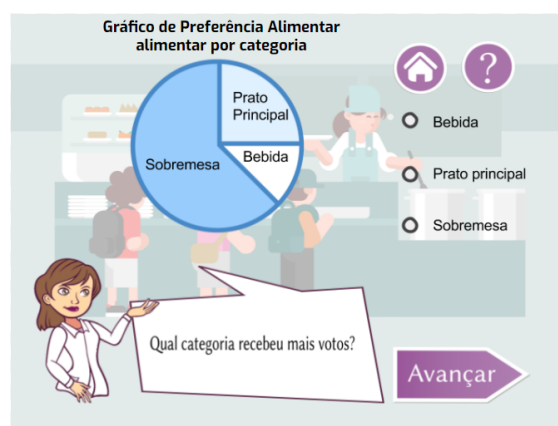 Gráfico de Preferência Alimentar
alimentar por categoria
Prato
Principal
Bebida
Sobremesa
?
Bebida
Prato principal
Sobremesa
Qual categoria recebeu mais votos?
Avançar